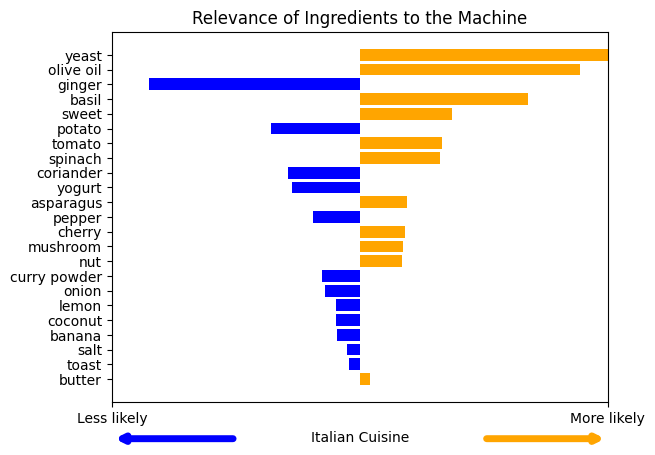 Relevance of Ingredients to the Machine
yeast
olive oil
ginger
basil
sweet
potato
tomato
spinach
coriander
yogurt
asparagus
pepper
cherry
mushroom
nut
curry powder
onion
lemon
coconut
banana
salt
toast
butter
Less likely
More likely
Italian Cuisine